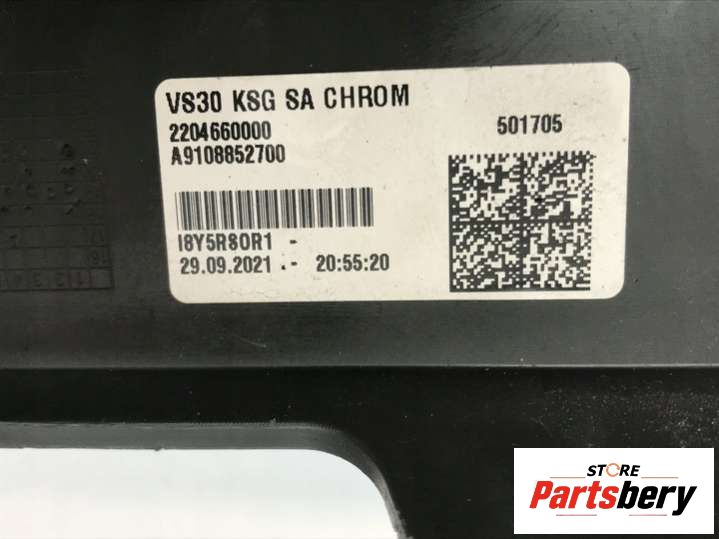 VS30 KSG SA CHROM
2204660000
A9108852700
501705
I8Y5R8OR1 -
29.09.2021 .- 20:55:20
STORE
Partsbery